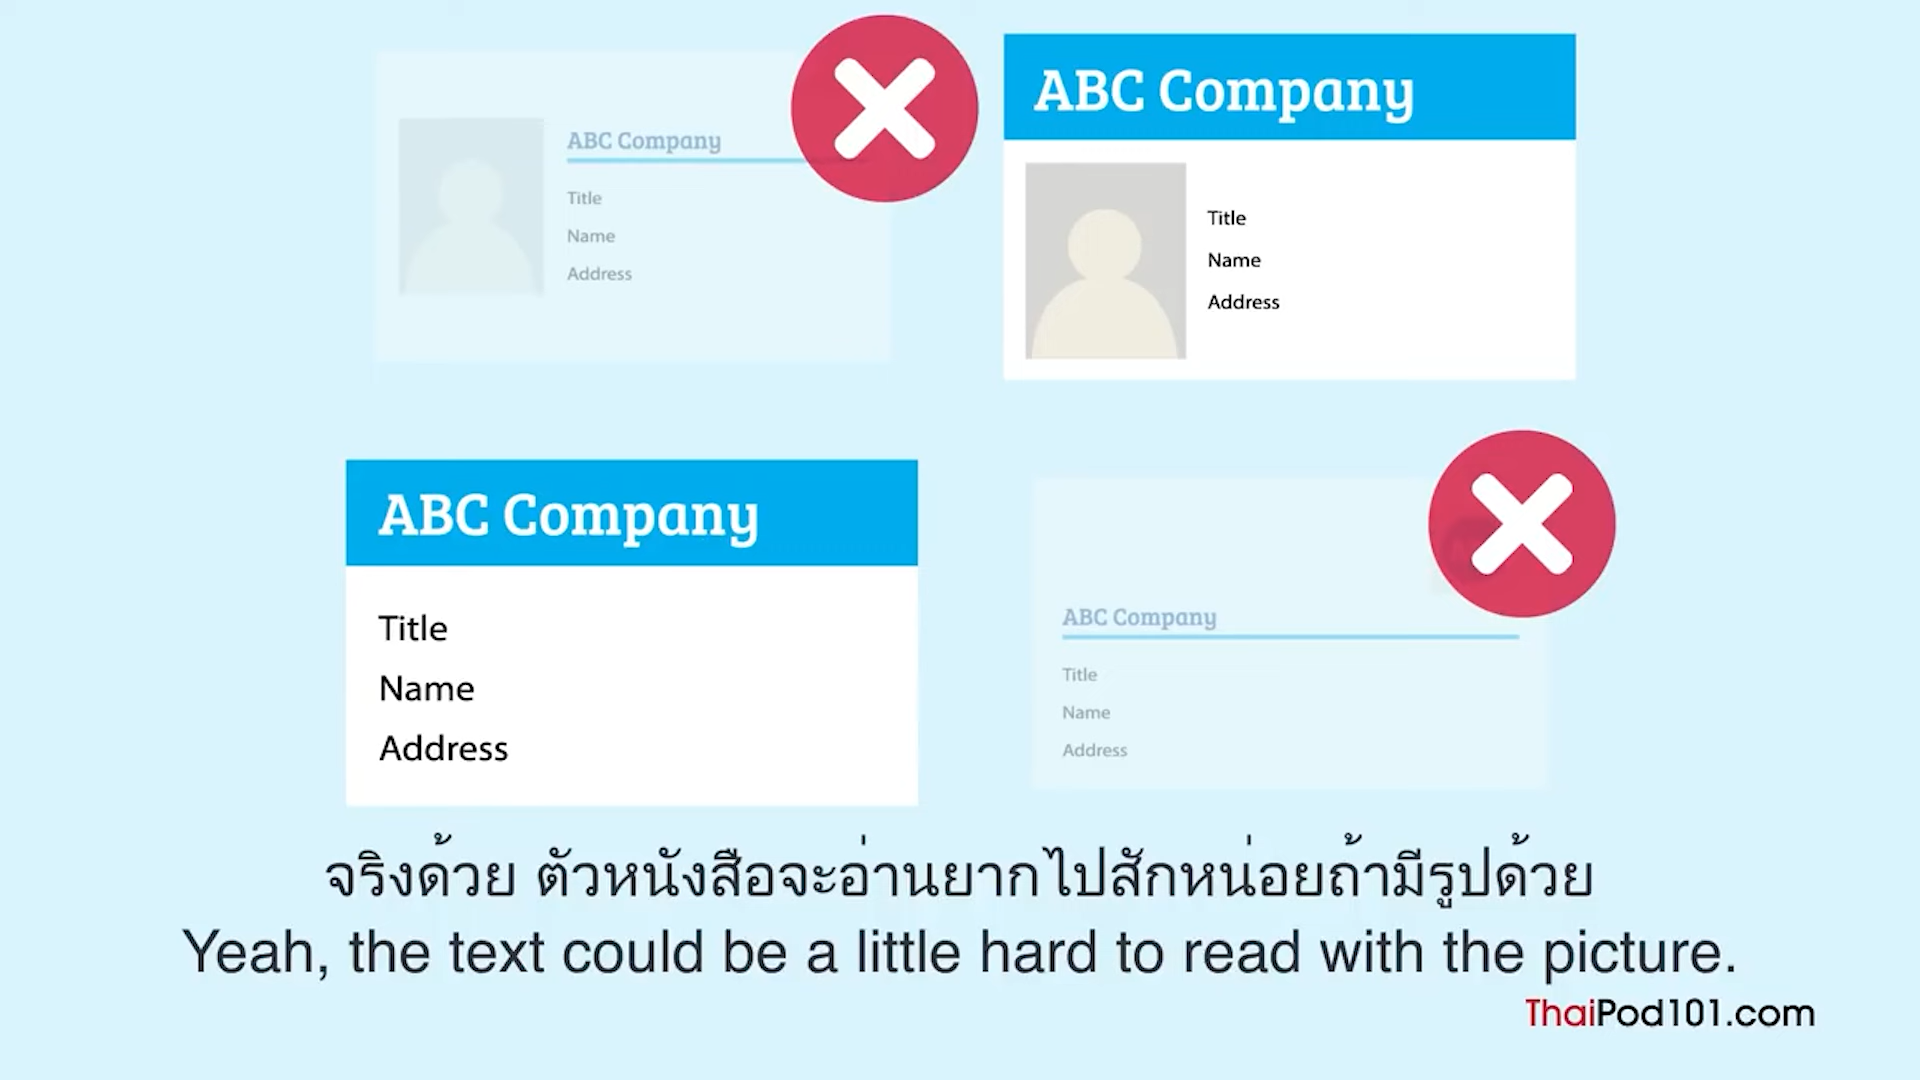 ABC Company
Title
Name
Address
ABC Company
Title
Name
Address
ABC Company
Title
Name
Address
ABC Company
Title
Name
Address
จริงด้วย ตัวหนังสือจะอ่านยากไปสักหน่อยถ้ามีรูปด้วย
Yeah, the text could be a little hard to read with the picture.
ThaiPod101.com